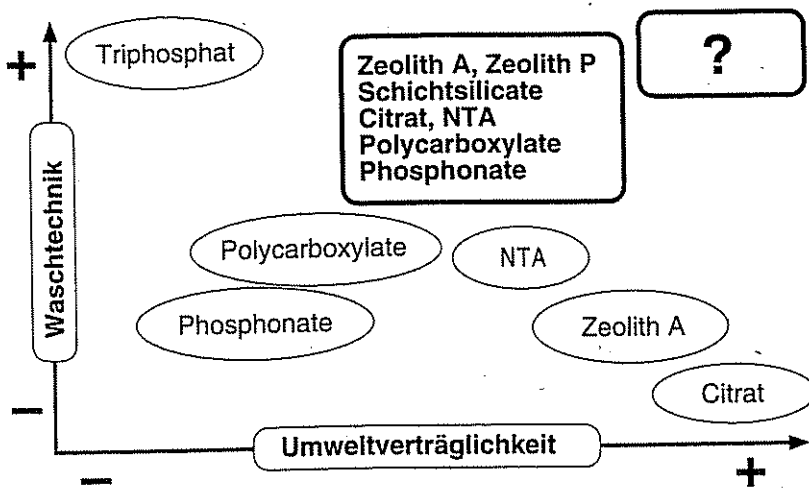 Triphosphat
+
Zeolith A, Zeolith P
Schichtsilicate
Citrat, NTA
Polycarboxylate
Phosphonate
?
Waschtechnik
Polycarboxylate
NTA
Phosphonate
Zeolith A
Citrat
−
Umweltverträglichkeit
−
+